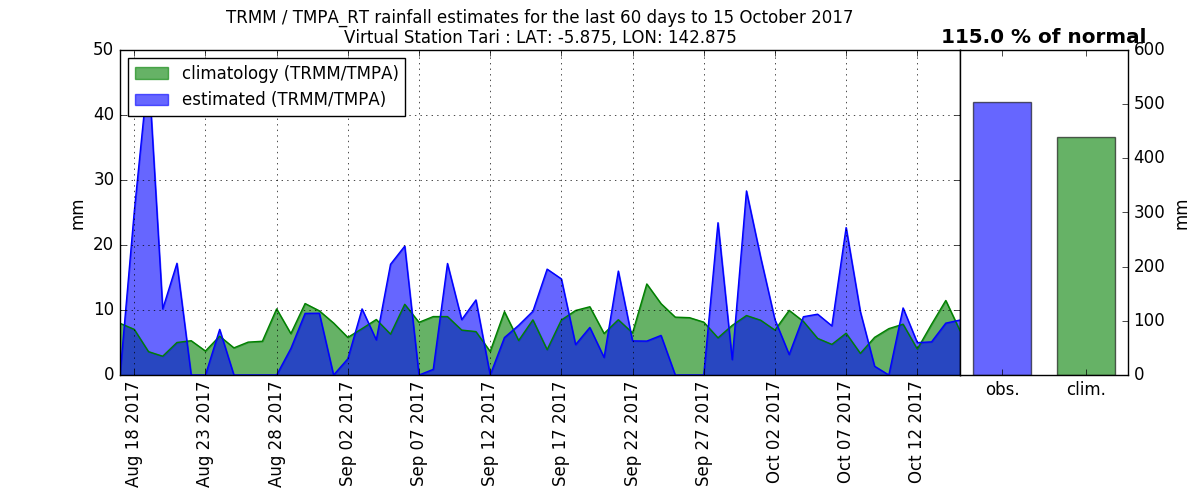 TRMM / TMPA_RT rainfall estimates for the last 60 days to 15 October 2017
Virtual Station Tari : LAT: -5.875, LON: 142.875
115.0 % of normal
climatology (TRMM/TMPA)
estimated (TRMM/TMPA)
50
40
30
20
10
0
mm
Aug 18 2017
Aug 23 2017
Aug 28 2017
Sep 02 2017
Sep 07 2017
Sep 12 2017
Sep 17 2017
Sep 22 2017
Sep 27 2017
Oct 02 2017
Oct 07 2017
Oct 12 2017
600
500
400
300
200
100
0
mm
obs.
clim.